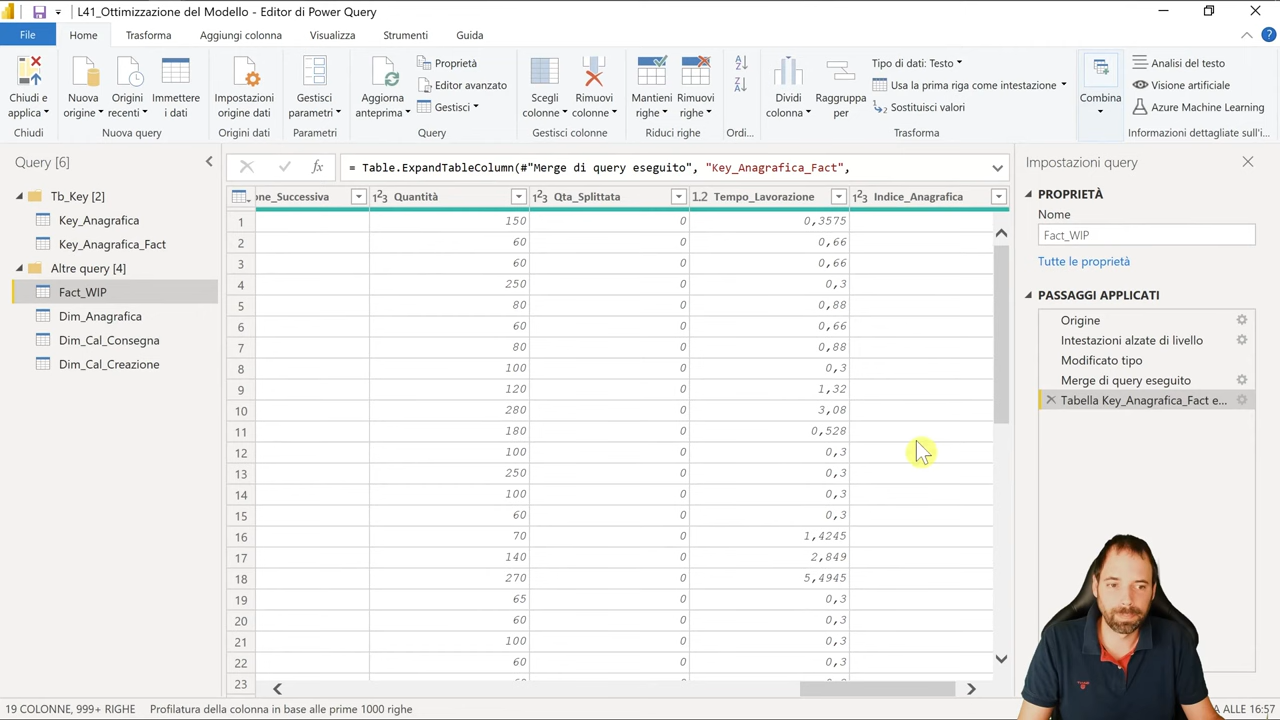 L41_Ottimizzazione del Modello - Editor di Power Query
File
Home
Trasforma
Aggiungi colonna
Visualizza
Strumenti
Guida
Chiudi e applica
Nuova origine
Origini recenti
Immettere i dati
Impostazioni origine dati
Gestisci parametri
Aggiorna anteprima
Proprietà
Editor avanzato
Gestisci
Scegli colonne
Rimuovi colonne
Mantieni righe
Rimuovi righe
Dividi colonna
Raggruppa per
Tipo di dati: Testo
Usa la prima riga come intestazione
Sostituisci valori
Combina
Analisi del testo
Visione artificiale
Azure Machine Learning
Chiudi
Nuova query
Origini dati
Parametri
Query
Gestisci colonne
Riduci righe
Ordi...
Trasforma
Informazioni dettagliate sull'i...
Query [6]
Tb_Key [2]
Key_Anagrafica
Key_Anagrafica_Fact
Altre query [4]
Fact_WIP
Dim_Anagrafica
Dim_Cal_Consegna
Dim_Cal_Creazione
fx
= Table.ExpandTableColumn(#"Merge di query eseguito", "Key_Anagrafica_Fact",
one_Successiva 123 Quantità 123 Qta_Splittata 1.2 Tempo_Lavorazione 123 Indice_Anagrafica
1 150 0 0,3575
2 60 0 0,66
3 60 0 0,66
4 250 0 0,3
5 80 0 0,88
6 60 0 0,66
7 80 0 0,88
8 100 0 0,3
9 120 0 1,32
10 280 0 3,08
11 180 0 0,528
12 100 0 0,3
13 250 0 0,3
14 100 0 0,3
15 60 0 0,3
16 70 0 1,4245
17 140 0 2,849
18 270 0 5,4945
19 65 0 0,3
20 60 0 0,3
21 100 0 0,3
22 60 0 0,3
23
Impostazioni query
PROPRIETÀ
Nome
Fact_WIP
Tutte le proprietà
PASSAGGI APPLICATI
Origine
Intestazioni alzate di livello
Modificato tipo
Merge di query eseguito
Tabella Key_Anagrafica_Fact e...
19 COLONNE, 999+ RIGHE
Profilatura della colonna in base alle prime 1000 righe
ALLE 16:57